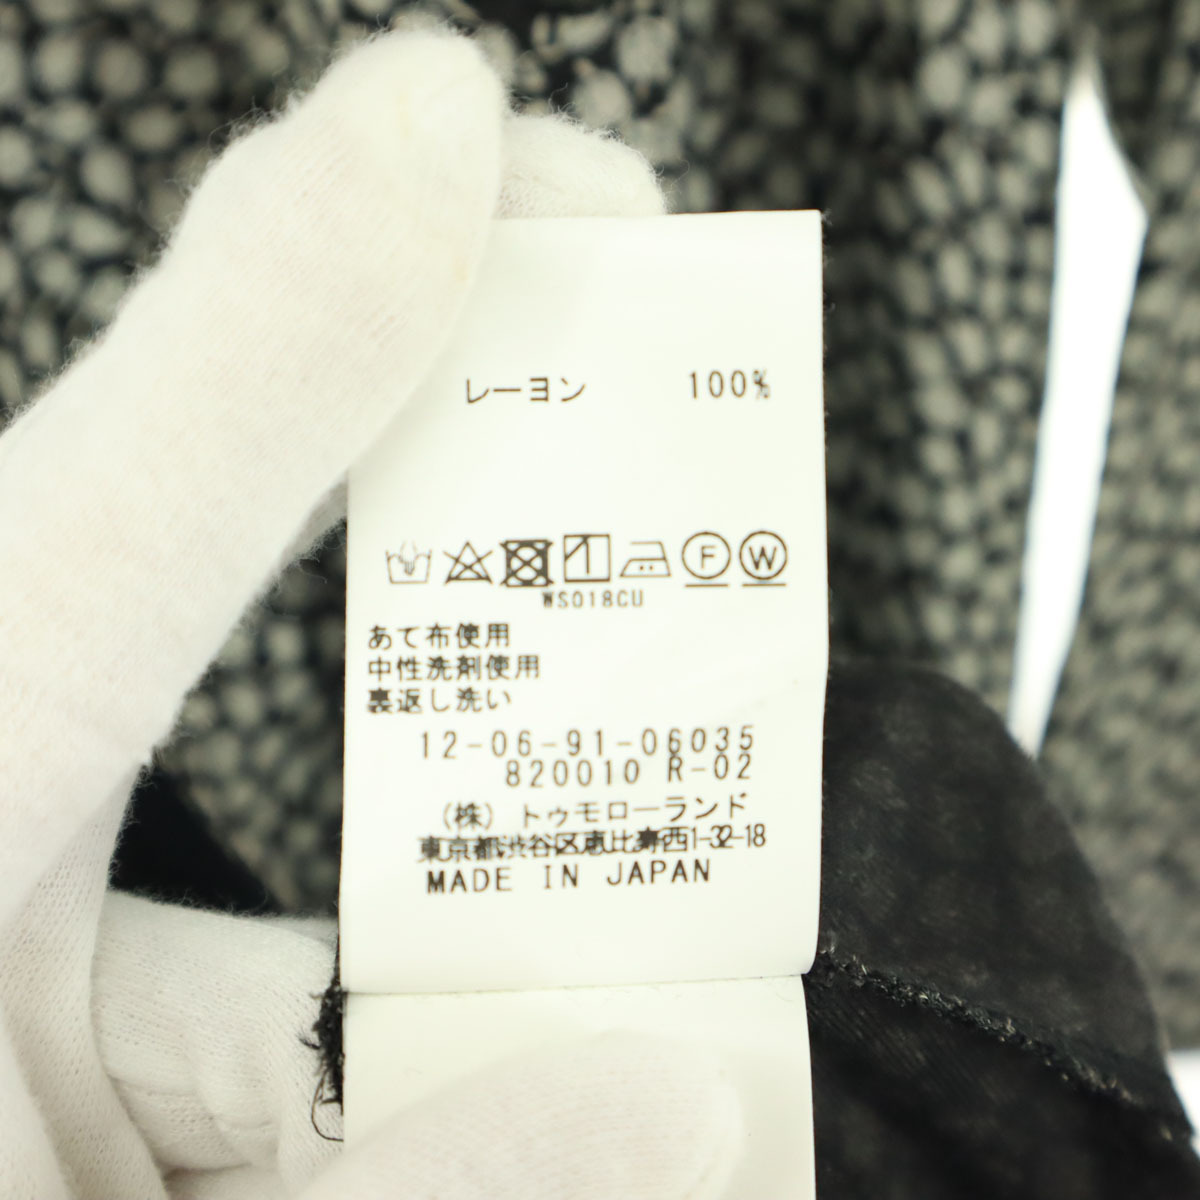 レーヨン 100%
F W
WS018CU
あて布使用
中性洗剤使用
裏返し洗い
12-06-91-06035
820010 R-02
(株) トゥモローランド
東京都渋谷区恵比寿西1-32-18
MADE IN JAPAN